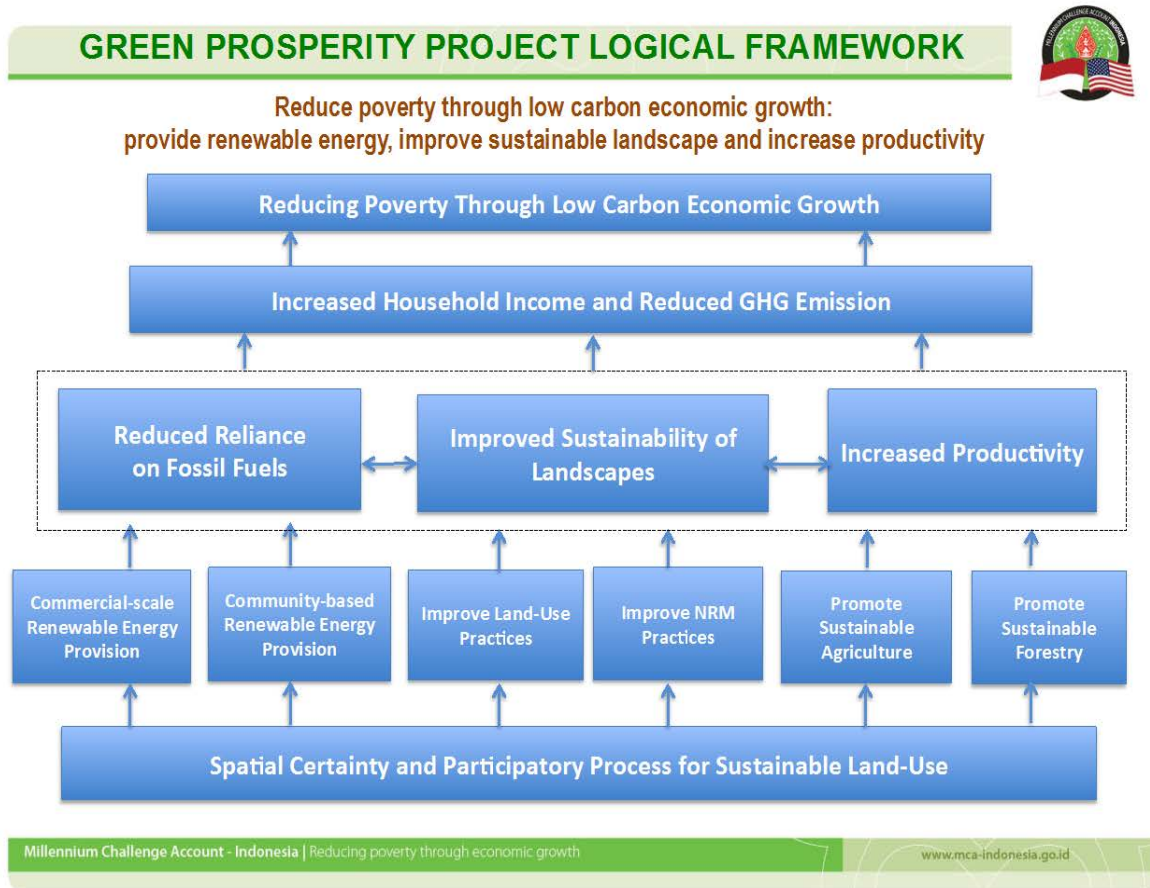 GREEN PROSPERITY PROJECT LOGICAL FRAMEWORK
MILLENNIUM CHALLENGE ACCOUNT INDONESIA
Reduce poverty through low carbon economic growth:
provide renewable energy, improve sustainable landscape and increase productivity
Reducing Poverty Through Low Carbon Economic Growth
Increased Household Income and Reduced GHG Emission
Reduced Reliance
on Fossil Fuels
Improved Sustainability of
Landscapes
Increased Productivity
Commercial-scale
Renewable Energy
Provision
Community-based
Renewable Energy
Provision
Improve Land-Use
Practices
Improve NRM
Practices
Promote
Sustainable
Agriculture
Promote
Sustainable
Forestry
Spatial Certainty and Participatory Process for Sustainable Land-Use
Millennium Challenge Account - Indonesia | Reducing poverty through economic growth
www.mca-indonesia.go.id